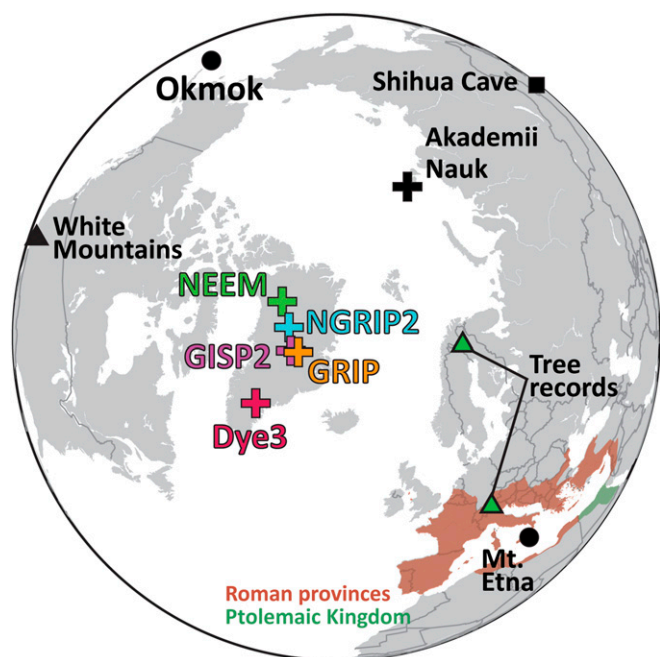 Okmok
Shihua Cave
Akademii
Nauk
White
Mountains
NEEM
NGRIP2
GISP2
GRIP
Dye3
Tree
records
Mt.
Etna
Roman provinces
Ptolemaic Kingdom